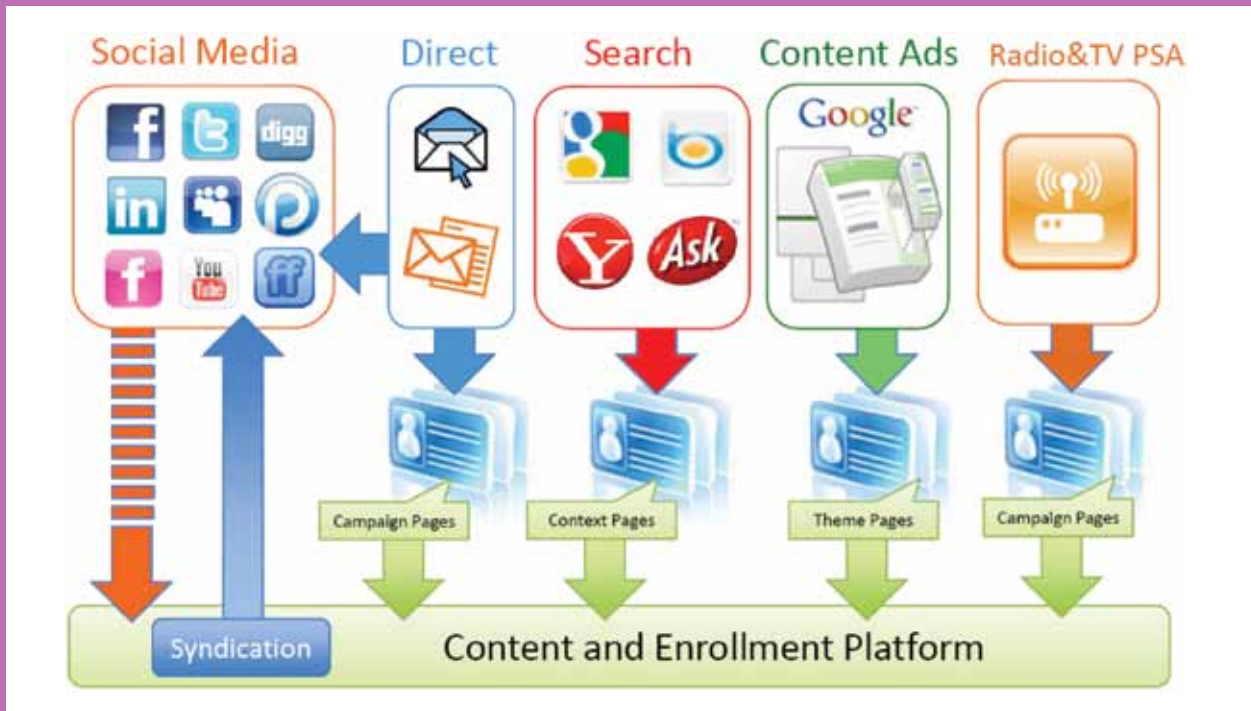 Social Media
Direct
Search
Content Ads
Radio&TV PSA
f
t
digg
in
p
f
You
Tube
ff
g
b
Y
Ask
Google
Campaign Pages
Context Pages
Theme Pages
Campaign Pages
Syndication
Content and Enrollment Platform